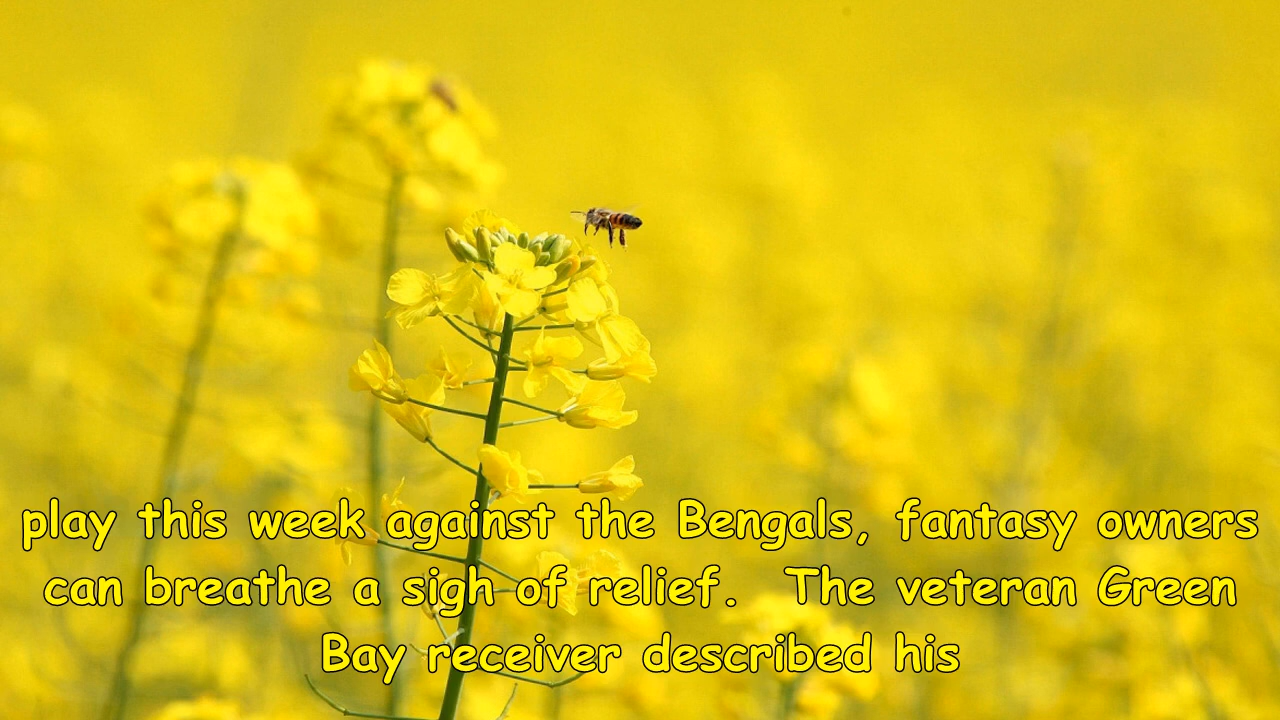 play this week against the Bengals, fantasy owners
can breathe a sigh of relief.  The veteran Green
Bay receiver described his